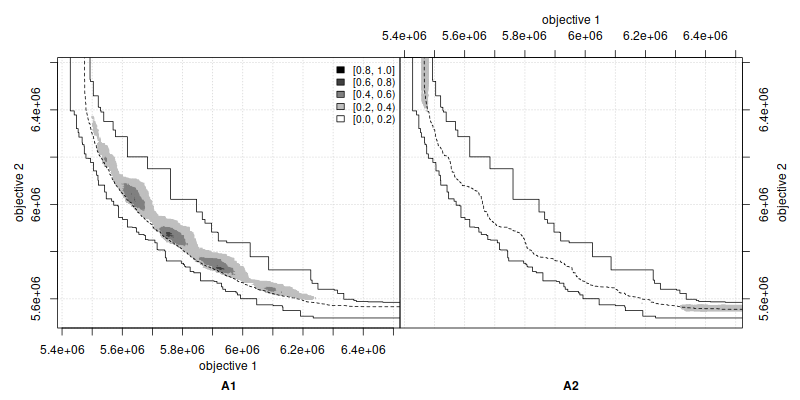 objective 1
5.4e+06 5.6e+06 5.8e+06 6e+06 6.2e+06 6.4e+06
[0.8, 1.0]
[0.6, 0.8)
[0.4, 0.6)
[0.2, 0.4)
[0.0, 0.2)
objective 2
5.6e+06 6e+06 6.4e+06
5.6e+06 6e+06 6.4e+06
objective 2
5.4e+06 5.6e+06 5.8e+06 6e+06 6.2e+06 6.4e+06
objective 1
A1 A2